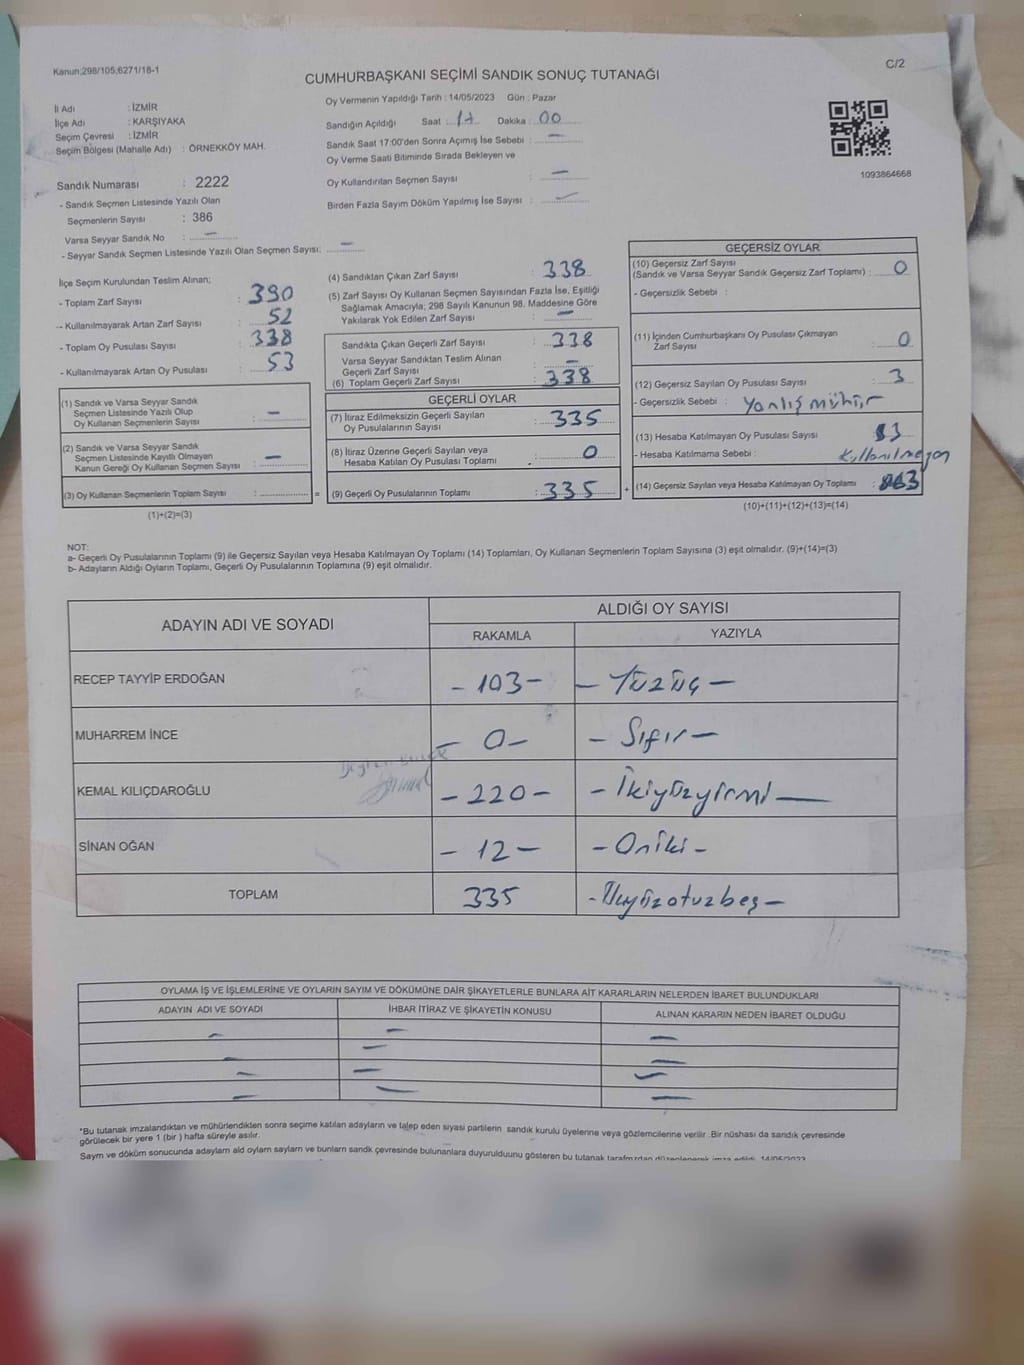 Kanun;298/105;6271/18-1
C/2
CUMHURBAŞKANI SEÇİMİ SANDIK SONUÇ TUTANAĞI
İl Adı : İZMİR
İlçe Adı : KARŞIYAKA
Seçim Çevresi : İZMİR
Seçim Bölgesi (Mahalle Adı) : ÖRNEKKÖY MAH.
Sandık Numarası : 2222
- Sandık Seçmen Listesinde Yazılı Olan
Seçmenlerin Sayısı : 386
Varsa Seyyar Sandık No : —
- Seyyar Sandık Seçmen Listesinde Yazılı Olan Seçmen Sayısı: —
Oy Vermenin Yapıldığı Tarih : 14/05/2023 Gün : Pazar
Sandığın Açıldığı Saat : 17 Dakika : 00
Sandık Saat 17:00'den Sonra Açımış İse Sebebi : —
Oy Verme Saati Bitiminde Sırada Bekleyen ve
Oy Kullandırılan Seçmen Sayısı : —
Birden Fazla Sayım Döküm Yapılmış İse Sayısı : —
1093864668
İlçe Seçim Kurulundan Teslim Alınan;
- Toplam Zarf Sayısı : 390
- Kullanılmayarak Artan Zarf Sayısı : 52
- Toplam Oy Pusulası Sayısı : 338
- Kullanılmayarak Artan Oy Pusulası : 53
(1) Sandık ve Varsa Seyyar Sandık
Seçmen Listesinde Yazılı Olup
Oy Kullanan Seçmenlerin Sayısı : —
(2) Sandık ve Varsa Seyyar Sandık
Seçmen Listesinde Kayıtlı Olmayan
Kanun Gereği Oy Kullanan Seçmen Sayısı : —
(3) Oy Kullanan Seçmenlerin Toplam Sayısı : =
(1)+(2)=(3)
(4) Sandıktan Çıkan Zarf Sayısı : 338
(5) Zarf Sayısı Oy Kullanan Seçmen Sayısından Fazla İse, Eşitliği
Sağlamak Amacıyla; 298 Sayılı Kanunun 98. Maddesine Göre
Yakılarak Yok Edilen Zarf Sayısı : —
Sandıkta Çıkan Geçerli Zarf Sayısı : 338
Varsa Seyyar Sandıktan Teslim Alınan
Geçerli Zarf Sayısı : —
(6) Toplam Geçerli Zarf Sayısı : 338
GEÇERLİ OYLAR
(7) İtiraz Edilmeksizin Geçerli Sayılan
Oy Pusulalarının Sayısı : 335
(8) İtiraz Üzerine Geçerli Sayılan veya
Hesaba Katılan Oy Pusulası Toplamı : 0
(9) Geçerli Oy Pusulalarının Toplamı : 335 +
GEÇERSİZ OYLAR
(10) Geçersiz Zarf Sayısı
(Sandık ve Varsa Seyyar Sandık Geçersiz Zarf Toplamı) : 0
- Geçersizlik Sebebi :
(11) İçinden Cumhurbaşkanı Oy Pusulası Çıkmayan
Zarf Sayısı : 0
(12) Geçersiz Sayılan Oy Pusulası Sayısı : 3
- Geçersizlik Sebebi : Yanlış mühür
(13) Hesaba Katılmayan Oy Pusulası Sayısı :
- Hesaba Katılmama Sebebi : Kullanılmayan
(14) Geçersiz Sayılan veya Hesaba Katılmayan Oy Toplamı :
(10)+(11)+(12)+(13)=(14)
NOT:
a- Geçerli Oy Pusulalarının Toplamı (9) ile Geçersiz Sayılan veya Hesaba Katılmayan Oy Toplamı (14) Toplamları, Oy Kullanan Seçmenlerin Toplam Sayısına (3) eşit olmalıdır. (9)+(14)=(3)
b- Adayların Aldığı Oyların Toplamı, Geçerli Oy Pusulalarının Toplamına (9) eşit olmalıdır.
ADAYIN ADI VE SOYADI
ALDIĞI OY SAYISI
RAKAMLA YAZIYLA
RECEP TAYYİP ERDOĞAN - 103 - - Yüzüç -
MUHARREM İNCE - 0 - - Sıfır -
KEMAL KILIÇDAROĞLU - 220 - - İkiyüzyirmi -
SİNAN OĞAN - 12 - - Oniki -
TOPLAM 335 - Üçyüzotuzbeş -
OYLAMA İŞ VE İŞLEMLERİNE VE OYLARIN SAYIM VE DÖKÜMÜNE DAİR ŞİKAYETLERLE BUNLARA AİT KARARLARIN NELERDEN İBARET BULUNDUKLARI
ADAYIN ADI VE SOYADI İHBAR İTİRAZ VE ŞİKAYETİN KONUSU ALINAN KARARIN NEDEN İBARET OLDUĞU
— — —
— — —
— — —
— — —
*Bu tutanak imzalandıktan ve mühürlendikten sonra seçime katılan adayların ve talep eden siyasi partilerin sandık kurulu üyelerine veya gözlemcilerine verilir .Bir nüshası da sandık çevresinde
görülecek bir yere 1 (bir ) hafta süreyle asılır.
Sayım ve döküm sonucunda adayların aldı oyların sayları ve bunların sandk çevresinde bulunanlara duyurulduunu gösteren bu tutanak